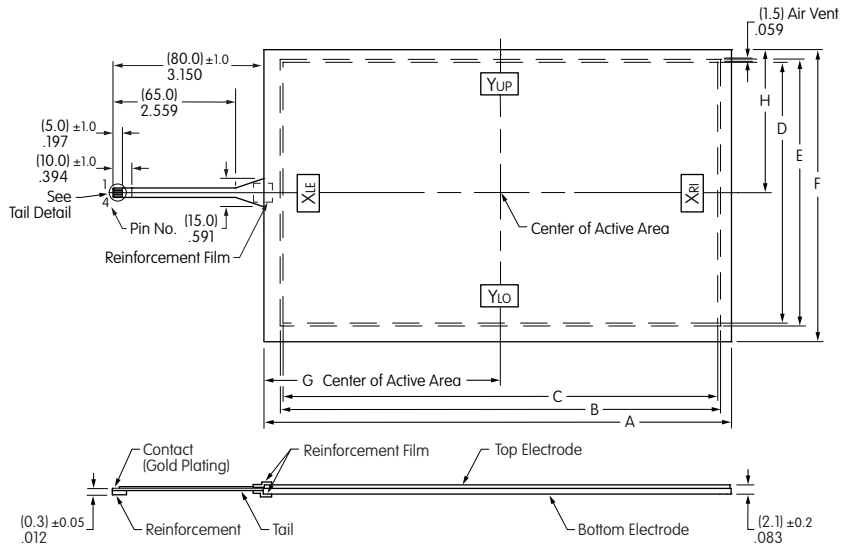 (1.5) Air Vent
.059
(80.0) ±1.0
3.150
(65.0)
2.559
(5.0) ±1.0
.197
(10.0) ±1.0
.394
See
Tail Detail
1
4
Pin No.
(15.0)
.591
Reinforcement Film
YUP
XLE
XRI
YLO
Center of Active Area
H
D
E
F
G Center of Active Area
C
B
A
Contact
(Gold Plating)
Reinforcement Film
Top Electrode
(0.3) ±0.05
.012
Reinforcement
Tail
Bottom Electrode
(2.1) ±0.2
.083